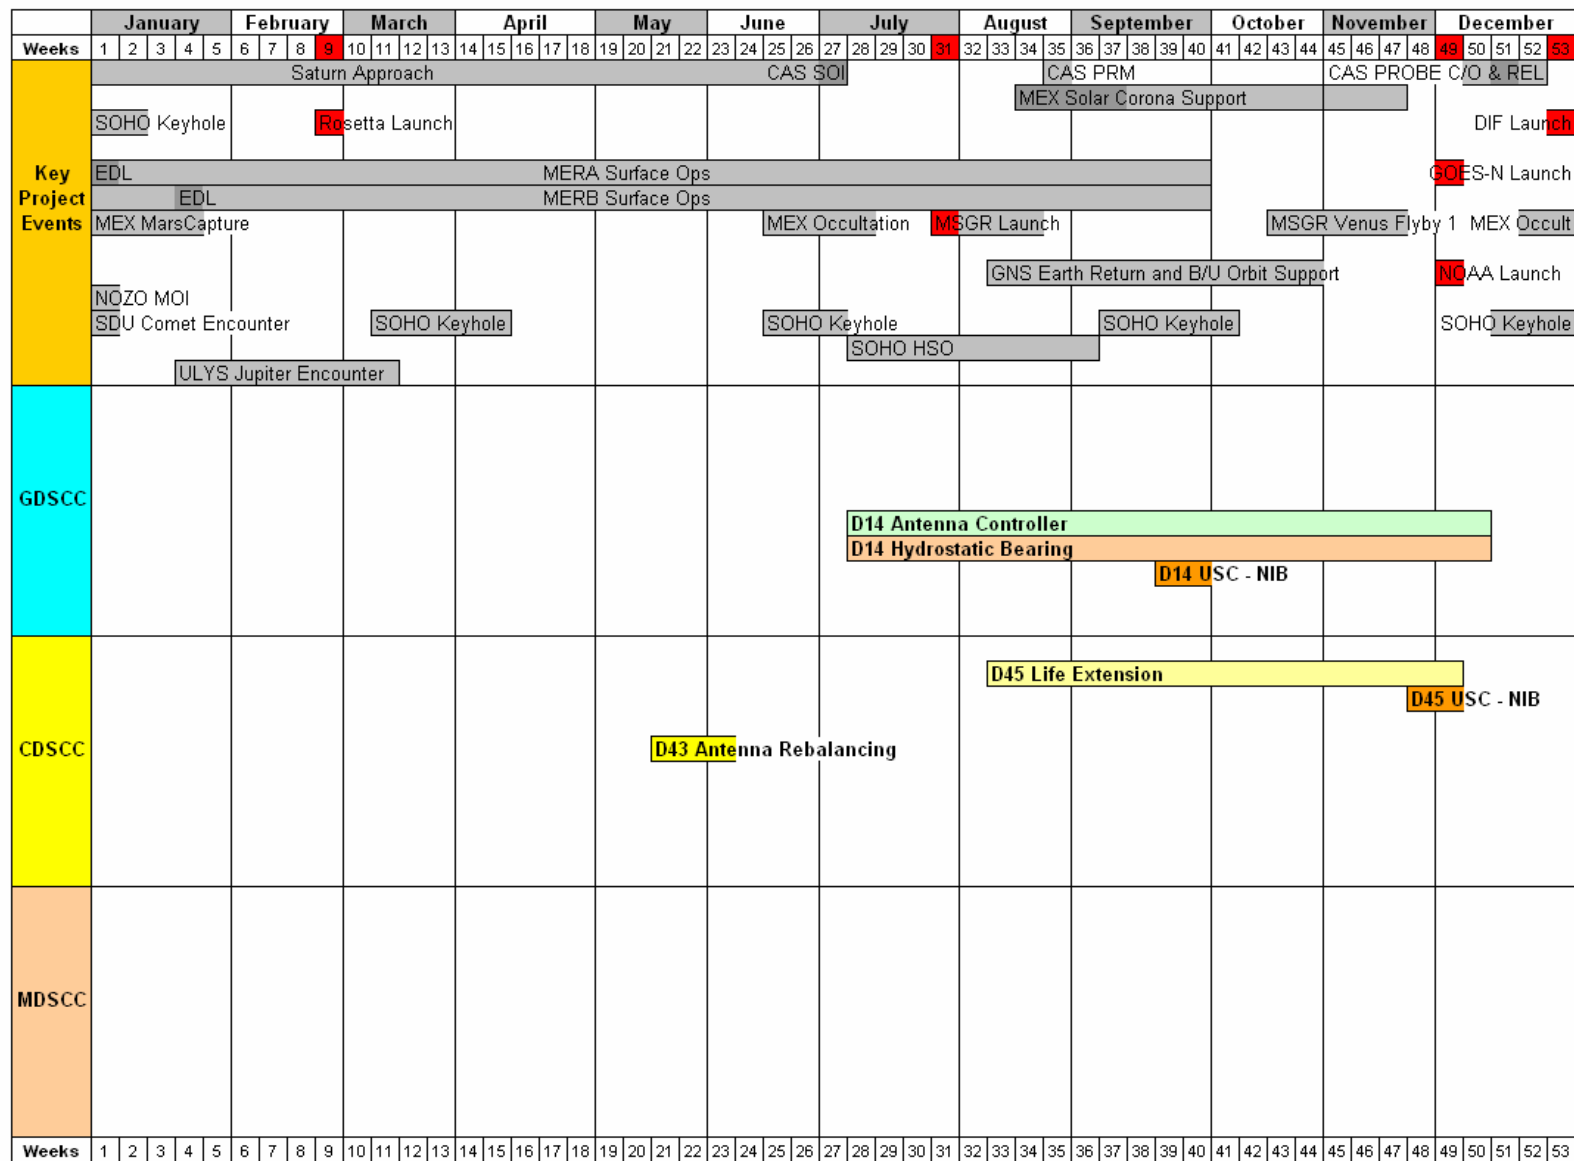 January February March April May June July August September October November December
Weeks 1 2 3 4 5 6 7 8 9 10 11 12 13 14 15 16 17 18 19 20 21 22 23 24 25 26 27 28 29 30 31 32 33 34 35 36 37 38 39 40 41 42 43 44 45 46 47 48 49 50 51 52 53
Saturn Approach CAS SOI CAS PRM CAS PROBE C/O & REL
MEX Solar Corona Support
SOHO Keyhole Rosetta Launch DIF Launch
Key
Project
Events
EDL MERA Surface Ops GOES-N Launch
EDL MERB Surface Ops
MEX MarsCapture MEX Occultation MSGR Launch MSGR Venus Flyby 1 MEX Occult
GNS Earth Return and B/U Orbit Support NOAA Launch
NOZO MOI
SDU Comet Encounter SOHO Keyhole SOHO Keyhole SOHO Keyhole SOHO Keyhole
SOHO HSO
ULYS Jupiter Encounter
GDSCC
D14 Antenna Controller
D14 Hydrostatic Bearing
D14 USC - NIB
D45 Life Extension
D45 USC - NIB
CDSCC
D43 Antenna Rebalancing
MDSCC
Weeks 1 2 3 4 5 6 7 8 9 10 11 12 13 14 15 16 17 18 19 20 21 22 23 24 25 26 27 28 29 30 31 32 33 34 35 36 37 38 39 40 41 42 43 44 45 46 47 48 49 50 51 52 53